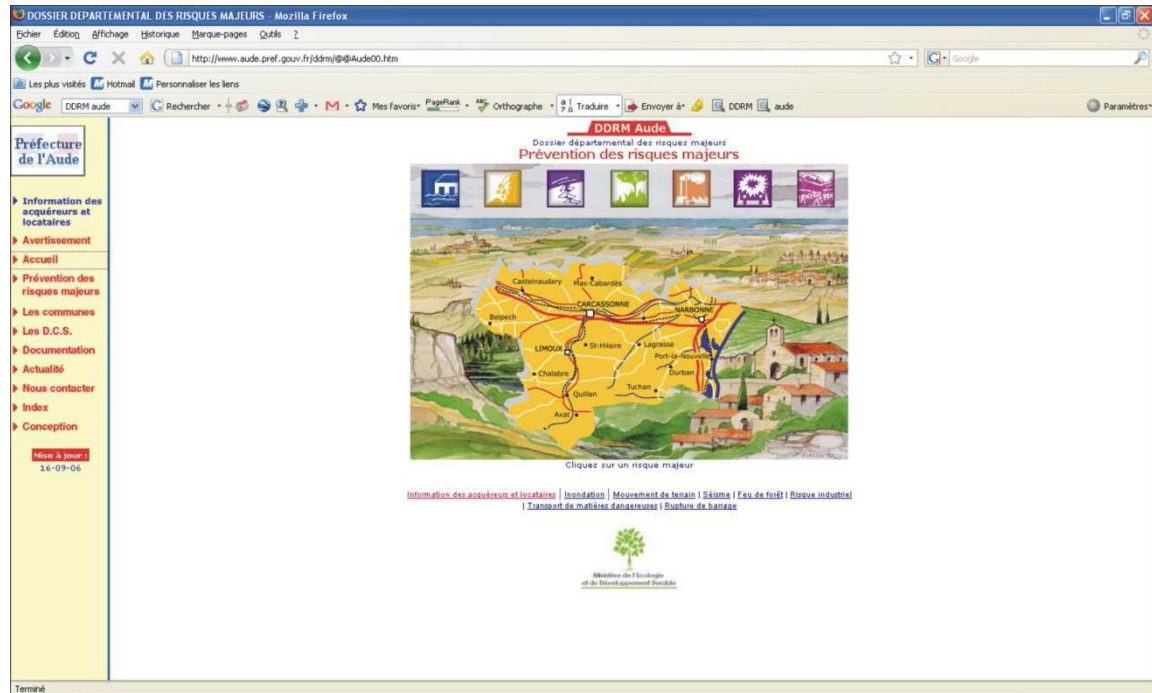 DOSSIER DEPARTEMENTAL DES RISQUES MAJEURS - Mozilla Firefox
Fichier Édition Affichage Historique Marque-pages Outils ?
http://www.aude.pref.gouv.fr/ddrm/@@Aude00.htm
Google
Les plus visités Hotmail Personnaliser les liens
Google DDRM aude Rechercher Mes favoris PageRank Orthographe Traduire Envoyer à DDRM aude Paramètres
Préfecture
de l'Aude
Information des
acquéreurs et
locataires
Avertissement
Accueil
Prévention des
risques majeurs
Les communes
Les D.C.S.
Documentation
Actualité
Nous contacter
Index
Conception
Mise à jour :
16-09-06
DDRM Aude
Dossier départemental des risques majeurs
Prévention des risques majeurs
Castelnaudary
Mas-Cabardès
CARCASSONNE
NARBONNE
Belpech
LIMOUX
St-Hilaire
Lagrasse
Port-la-Nouvelle
Chalabre
Durban
Quillan
Tuchan
Axat
Cliquez sur un risque majeur
Information des acquéreurs et locataires | Inondation | Mouvement de terrain | Séisme | Feu de forêt | Risque industriel
| Transport de matières dangereuses | Rupture de barrage
Ministère de l'Ecologie
et du Développement Durable
Terminé